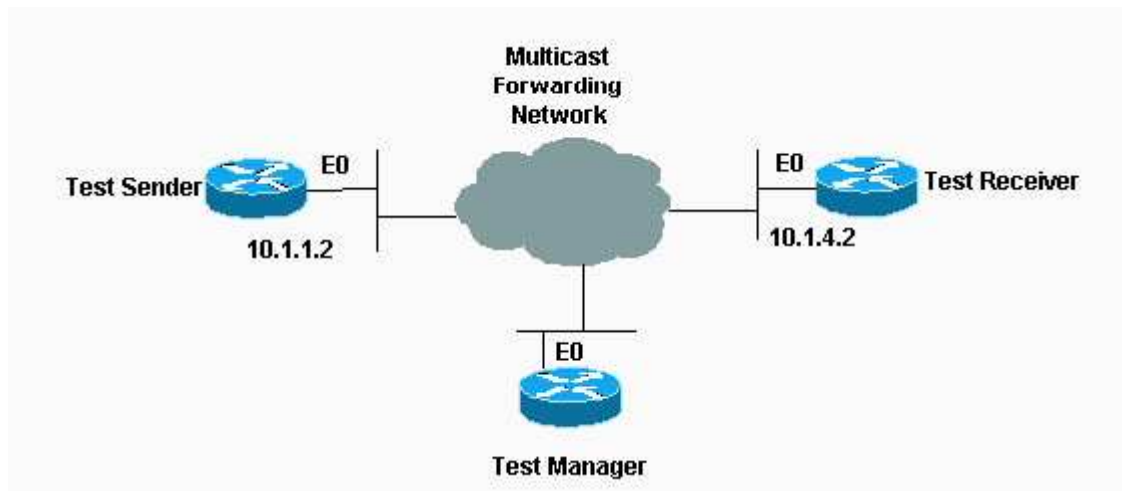 Multicast
Forwarding
Network
E0
Test Sender
10.1.1.2
E0
Test Receiver
10.1.4.2
E0
Test Manager